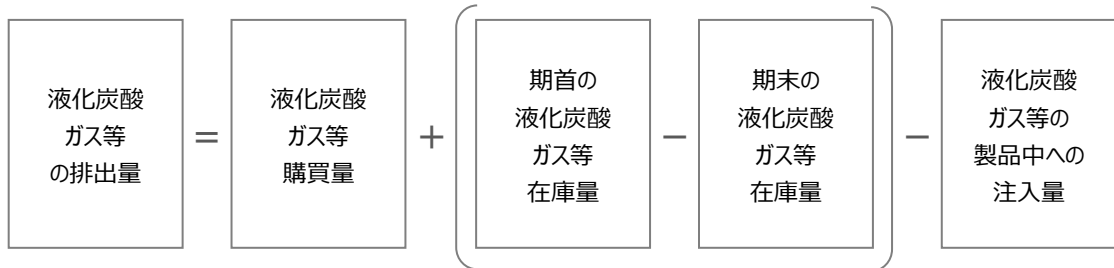 液化炭酸
ガス等
の排出量
＝
液化炭酸
ガス等
購買量
＋
期首の
液化炭酸
ガス等
在庫量
－
期末の
液化炭酸
ガス等
在庫量
－
液化炭酸
ガス等の
製品中への
注入量